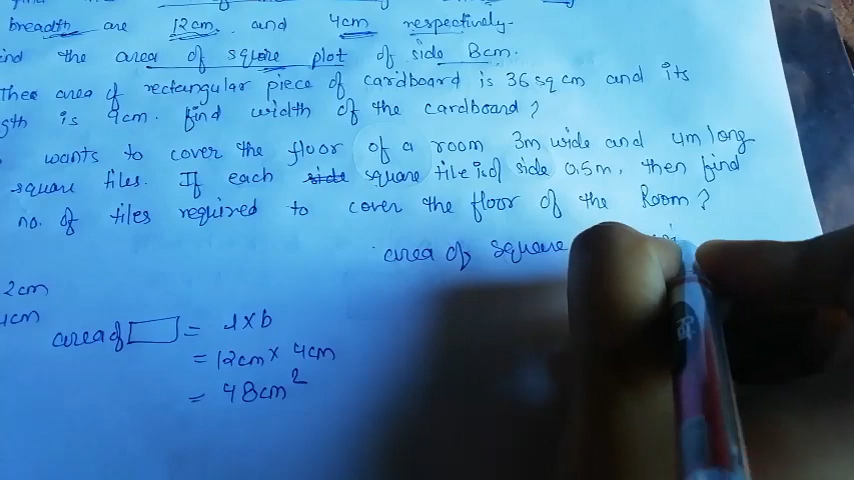 breadth are 12cm. and 4cm respectively.
ind the area of square plot of side 8cm.
The area of rectangular piece of cardboard is 36 sq cm and its
gth is 9cm. find width of the cardboard?
wants to cover the floor of a room 3m wide and 4m long
square tiles. If each side square tile is of side 0.5m, then find
no. of tiles required to cover the floor of the Room?
area of square
2cm
4cm
area of = l x b
= 12cm x 4cm
= 48cm²